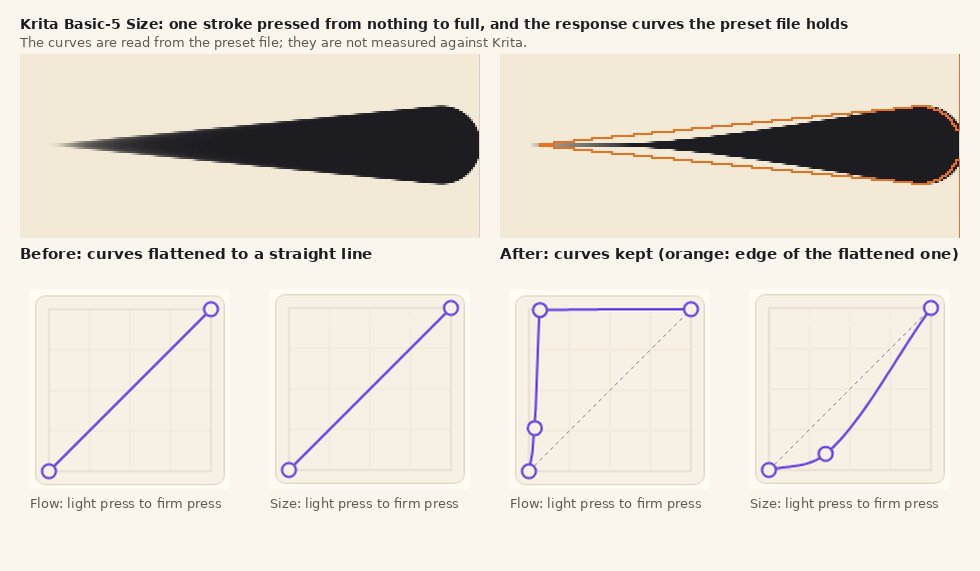 Krita Basic-5 Size: one stroke pressed from nothing to full, and the response curves the preset file holds
The curves are read from the preset file; they are not measured against Krita.
Before: curves flattened to a straight line
After: curves kept (orange: edge of the flattened one)
Flow: light press to firm press
Size: light press to firm press
Flow: light press to firm press
Size: light press to firm press